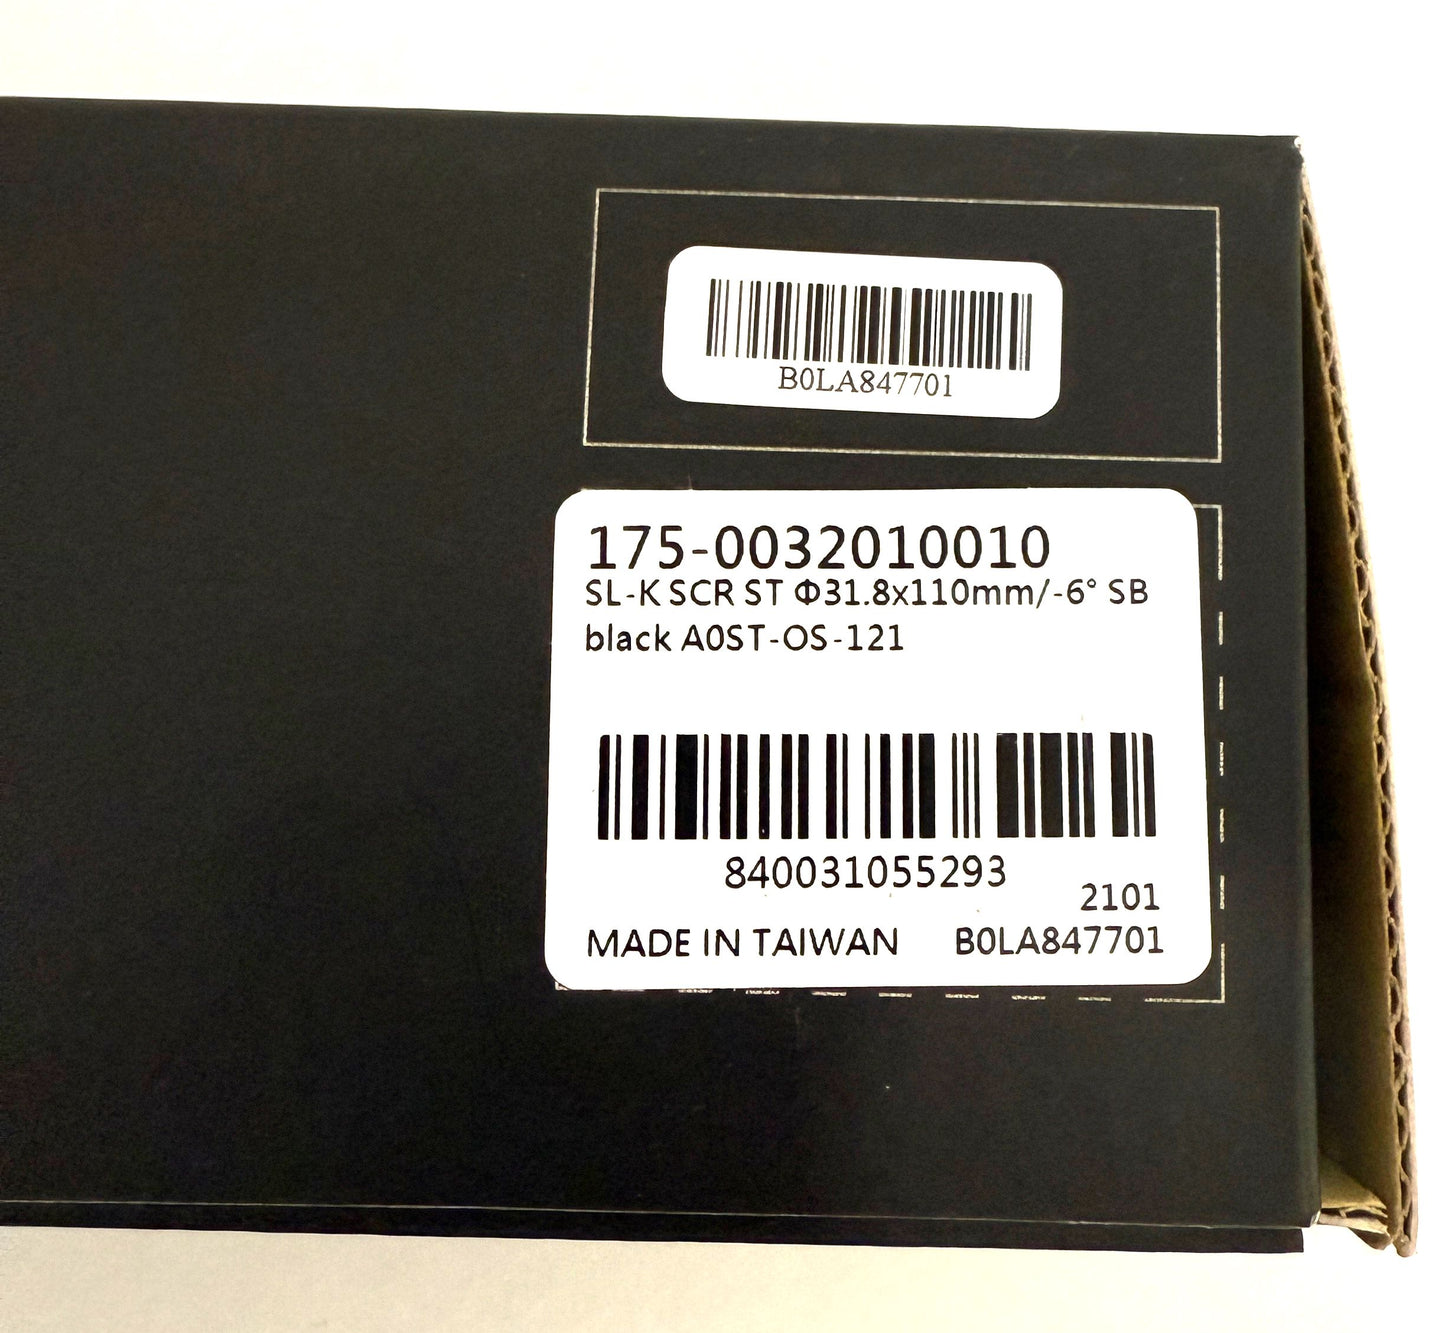 B0LA847701
175-0032010010
SL-K SCR ST Φ31.8x110mm/-6° SB
black A0ST-OS-121
840031055293
2101
MADE IN TAIWAN B0LA847701